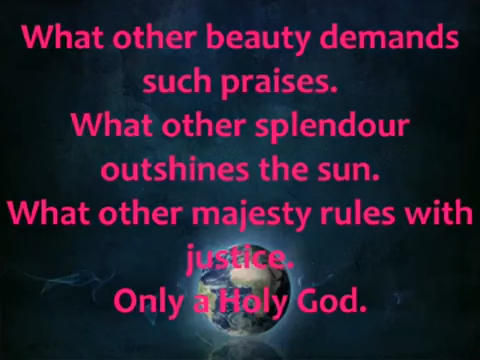 What other beauty demands
such praises.
What other splendour
outshines the sun.
What other majesty rules with
justice.
Only a Holy God.